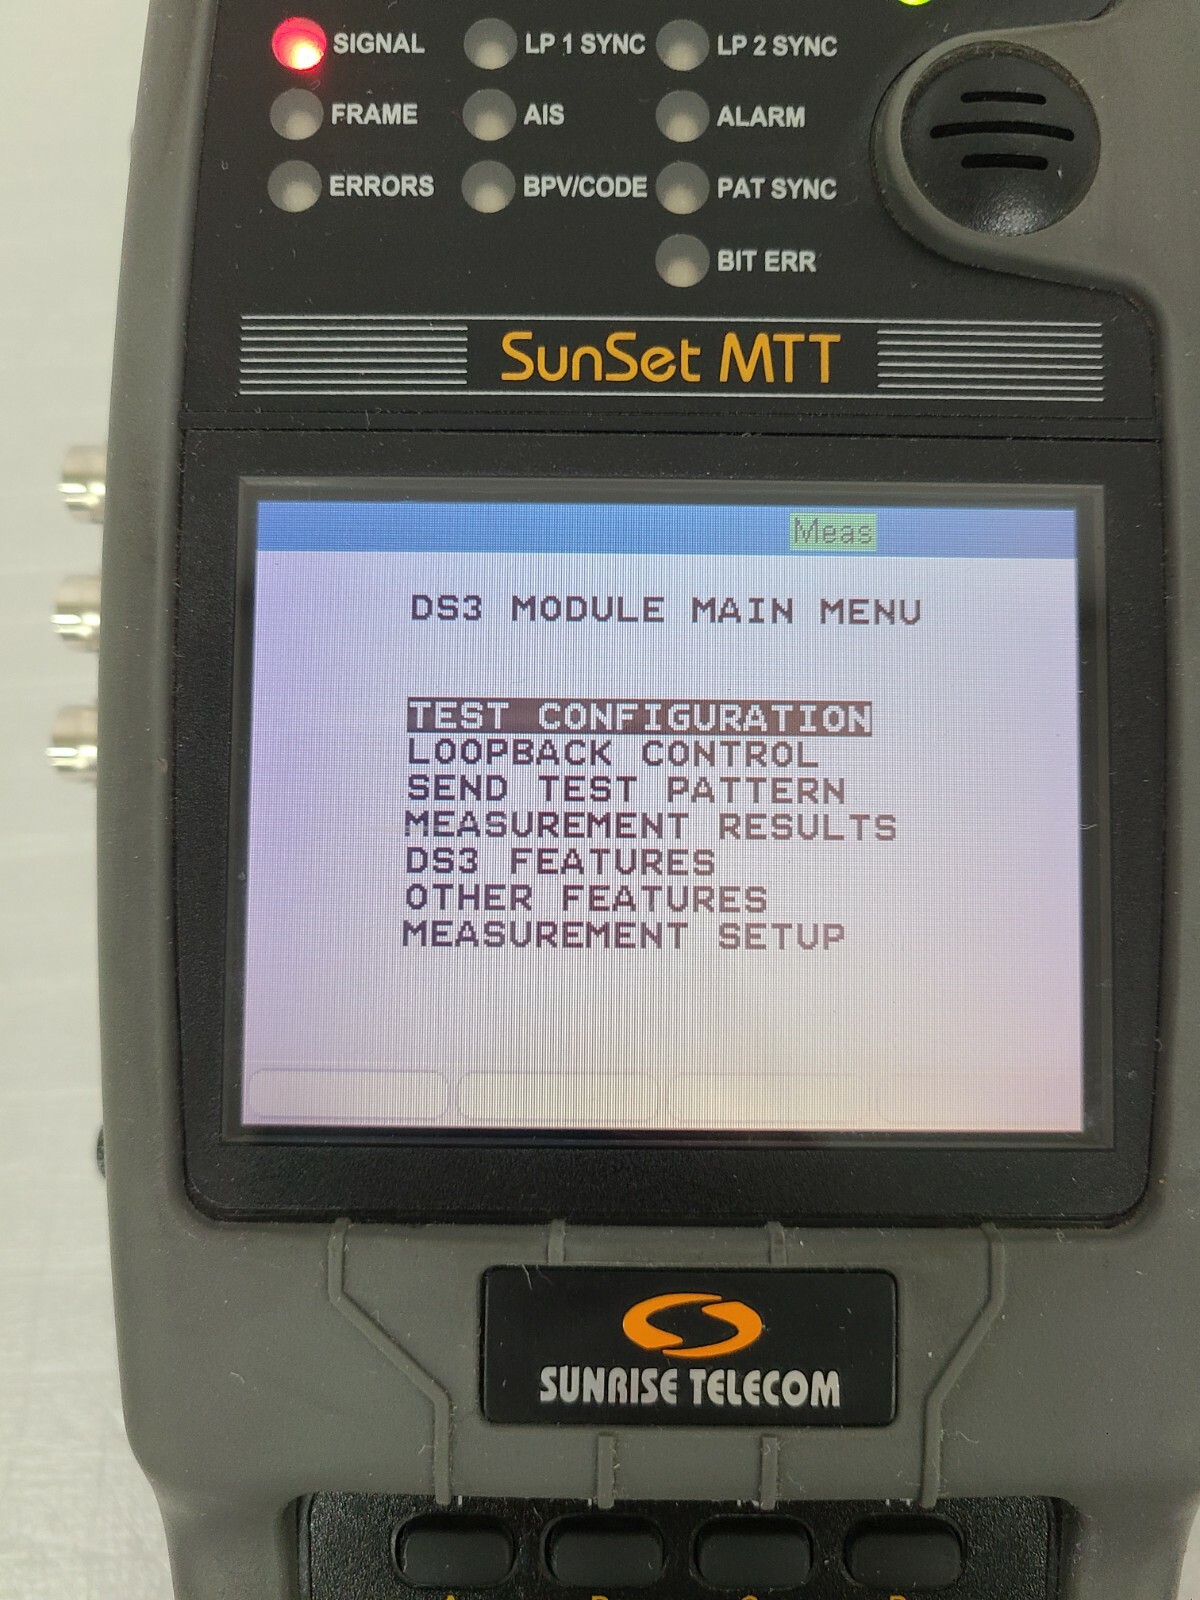 SIGNAL LP 1 SYNC LP 2 SYNC
FRAME AIS ALARM
ERRORS BPV/CODE PAT SYNC
BIT ERR
SunSet MTT
Meas
DS3 MODULE MAIN MENU
TEST CONFIGURATION
LOOPBACK CONTROL
SEND TEST PATTERN
MEASUREMENT RESULTS
DS3 FEATURES
OTHER FEATURES
MEASUREMENT SETUP
SUNRISE TELECOM